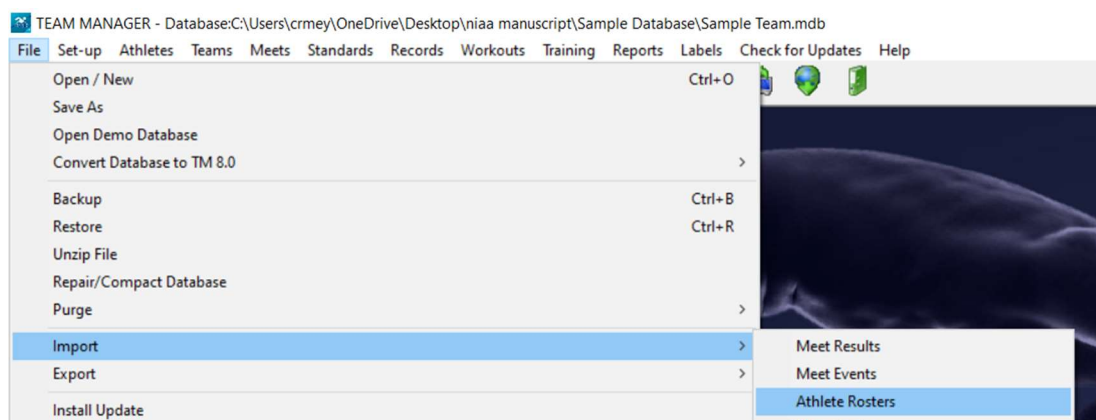 TEAM MANAGER - Database:C:\Users\crmey\OneDrive\Desktop\niaa manuscript\Sample Database\Sample Team.mdb
File Set-up Athletes Teams Meets Standards Records Workouts Training Reports Labels Check for Updates Help
Open / New Ctrl+O
Save As
Open Demo Database
Convert Database to TM 8.0 >
Backup Ctrl+B
Restore Ctrl+R
Unzip File
Repair/Compact Database
Purge >
Import > Meet Results
Export > Meet Events
Athlete Rosters
Install Update